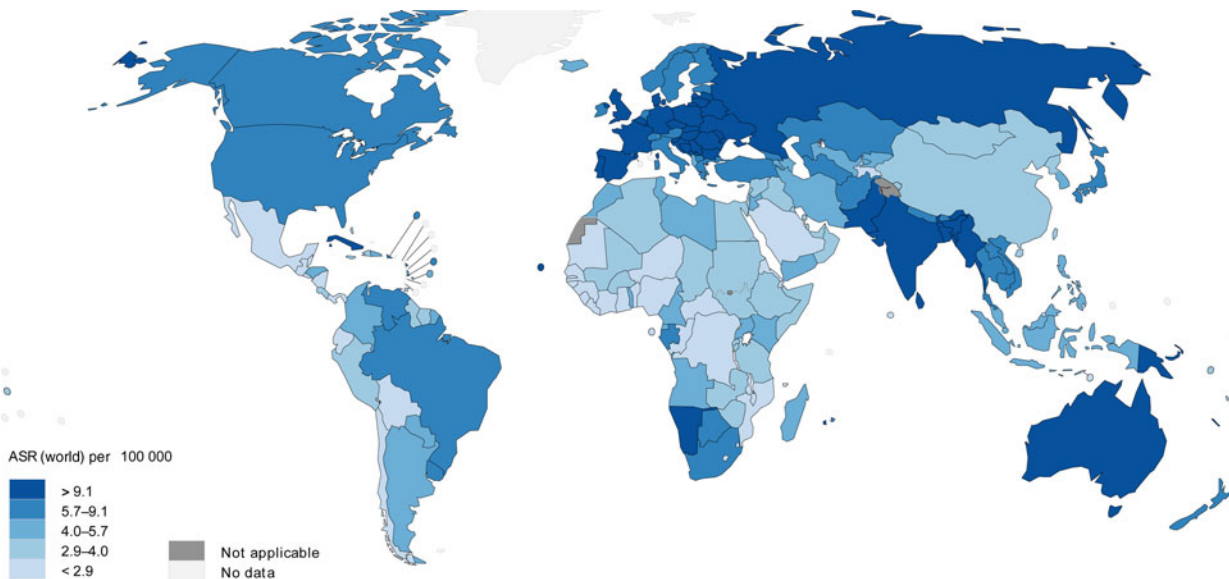 ASR (world) per 100 000
> 9.1
5.7–9.1
4.0–5.7
2.9–4.0
< 2.9
Not applicable
No data